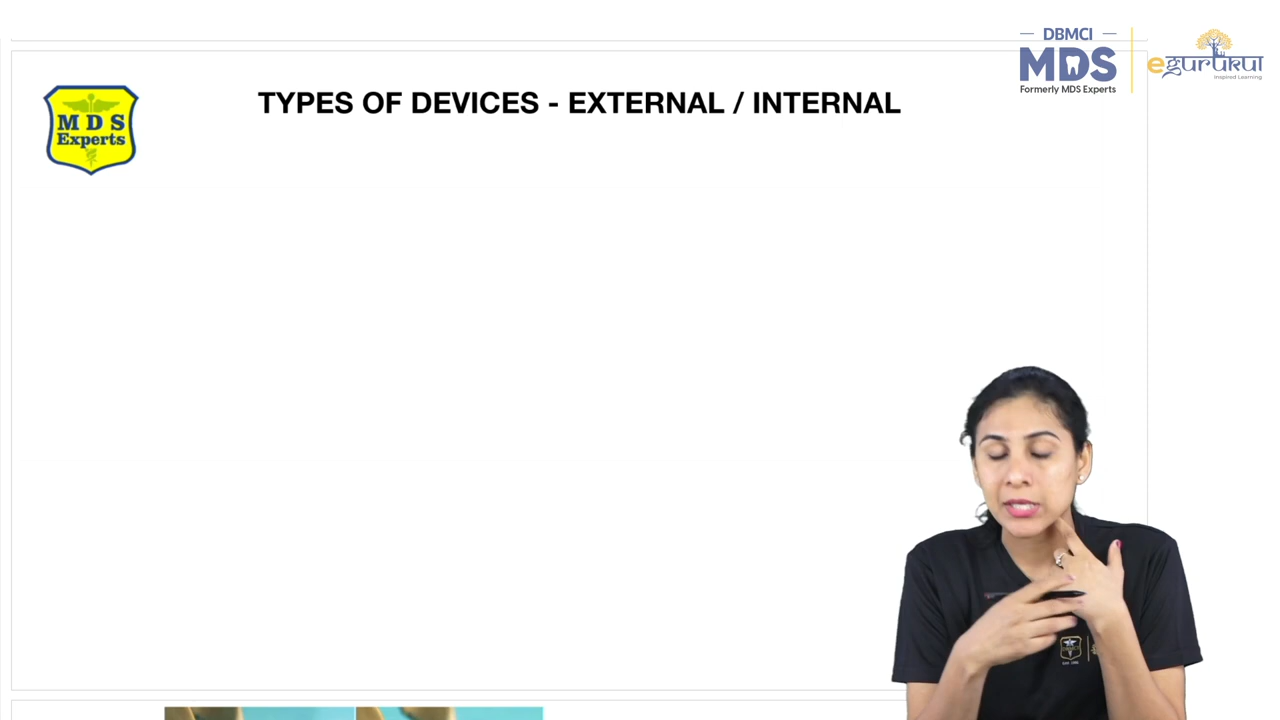 DBMCI
MDS
Formerly MDS Experts
egurukul
Inspired Learning
MDS
Experts
TYPES OF DEVICES - EXTERNAL / INTERNAL